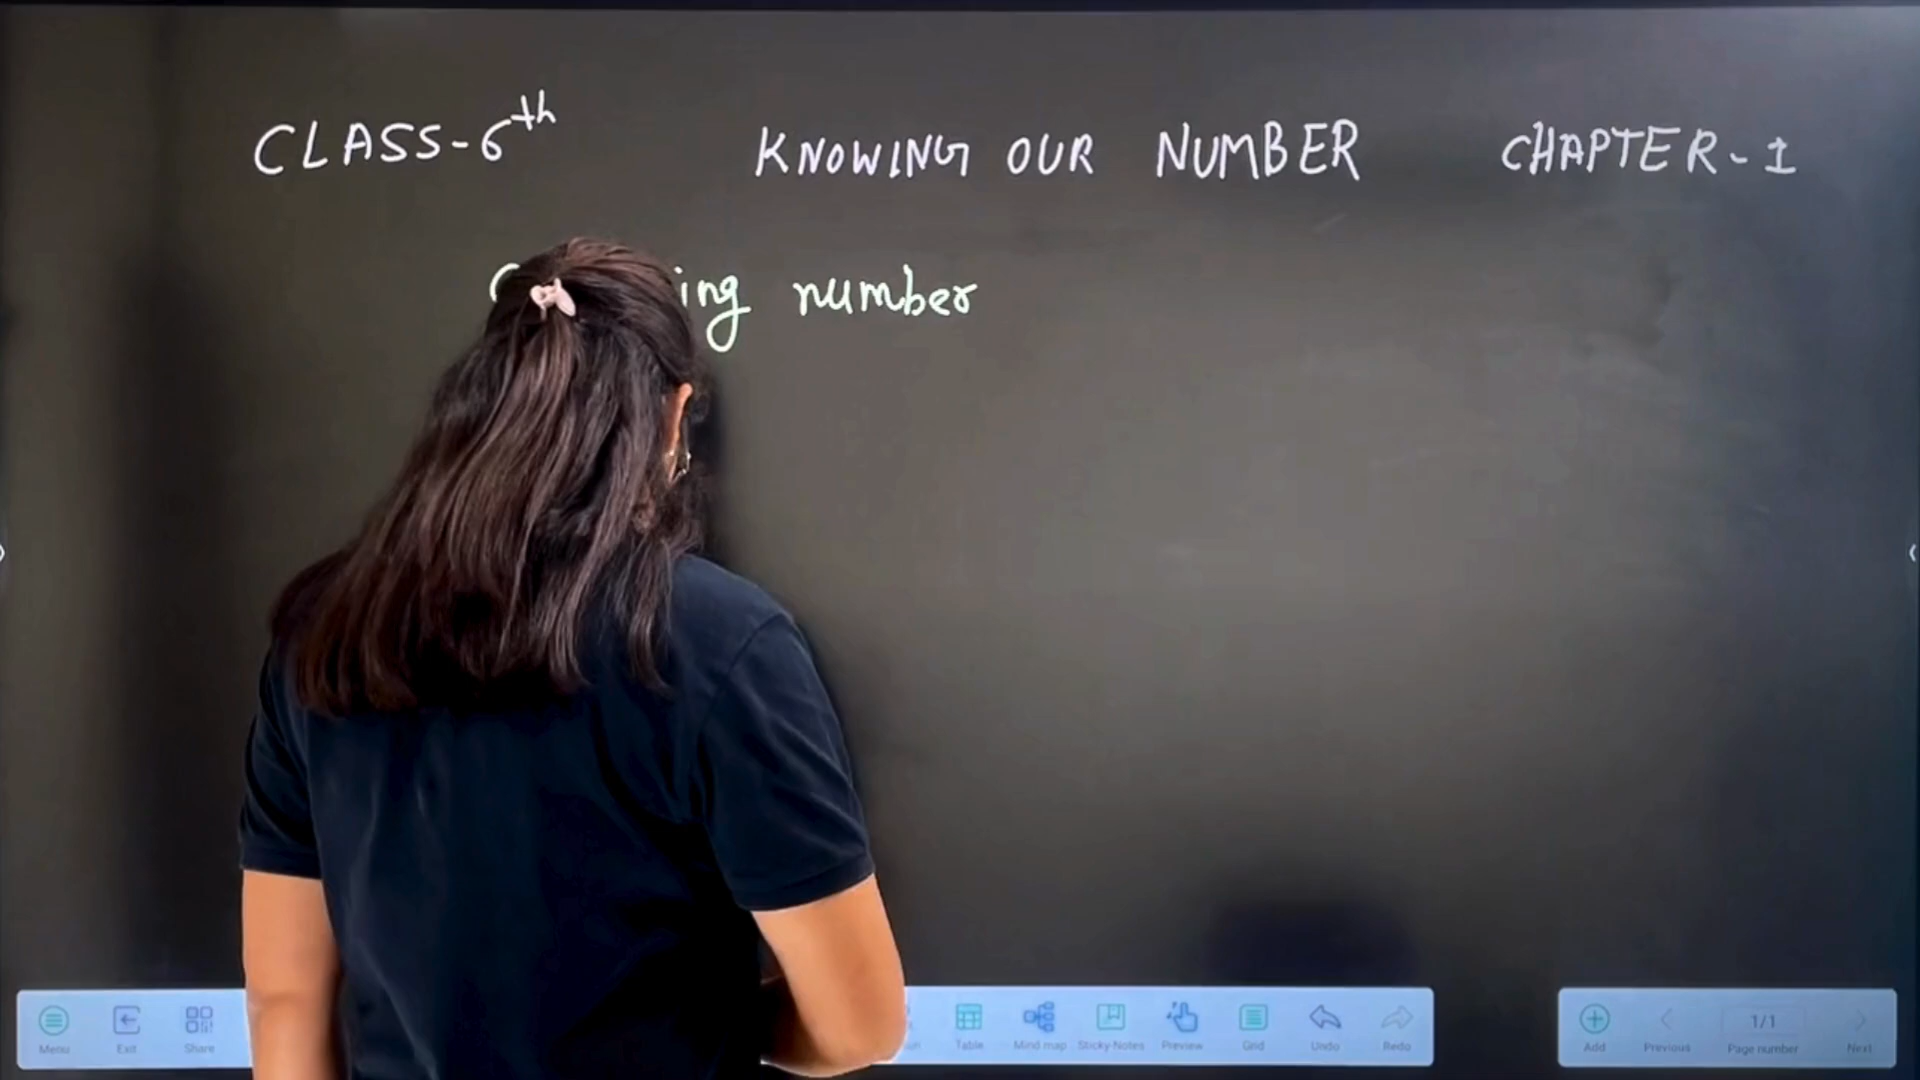 CLASS-6th KNOWING OUR NUMBER CHAPTER-1
number
Menu Exit Share Table Mind map Sticky Notes Preview Grid Undo Redo Add Previous 1/1 Page number Next